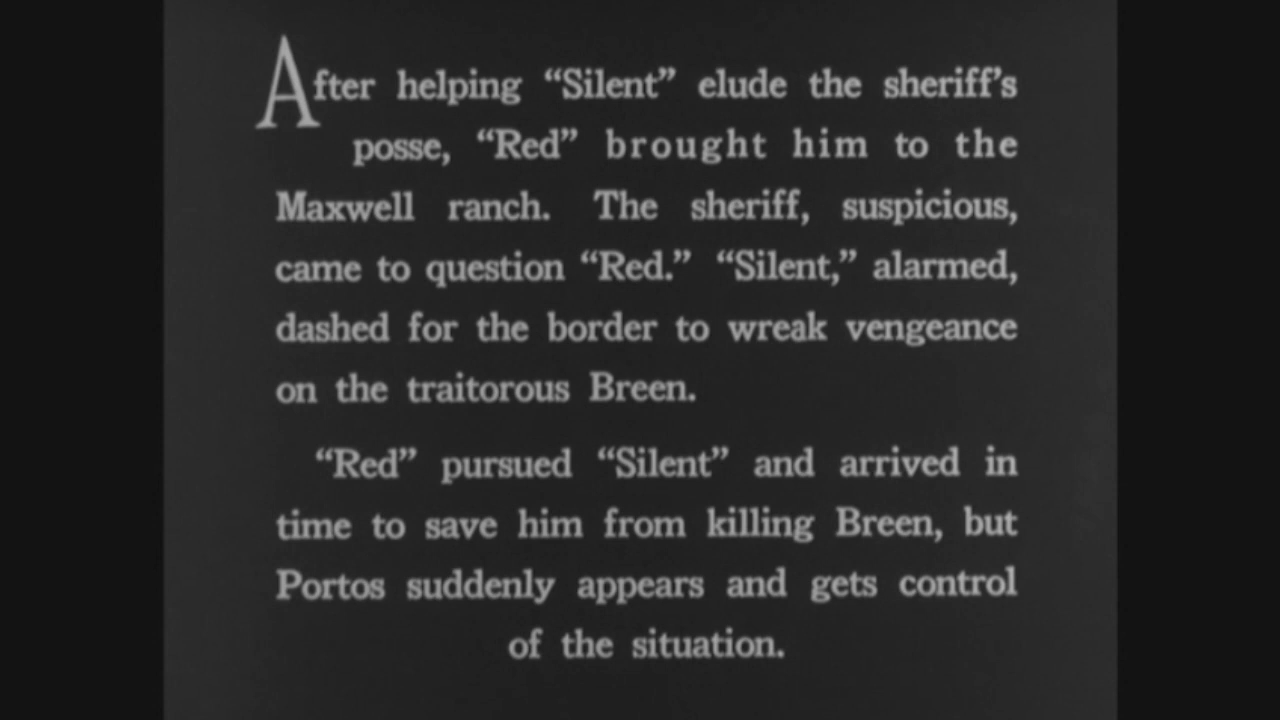 After helping “Silent” elude the sheriff’s
posse, “Red” brought him to the
Maxwell ranch. The sheriff, suspicious,
came to question “Red.” “Silent,” alarmed,
dashed for the border to wreak vengeance
on the traitorous Breen.
“Red” pursued “Silent” and arrived in
time to save him from killing Breen, but
Portos suddenly appears and gets control
of the situation.